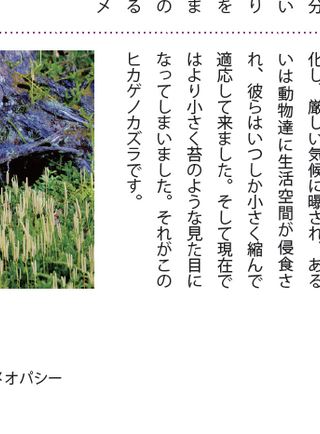 分
い
り
を
の
ま
る
メ
化し、厳しい気候に曝され、ある
いは動物達に生活空間が侵食さ
れ、彼らはいつしか小さく縮んで
適応して来ました。そして現在で
はより小さく苔のような見た目に
なってしまいました。それがこの
ヒカゲノカズラです。
メオパシー